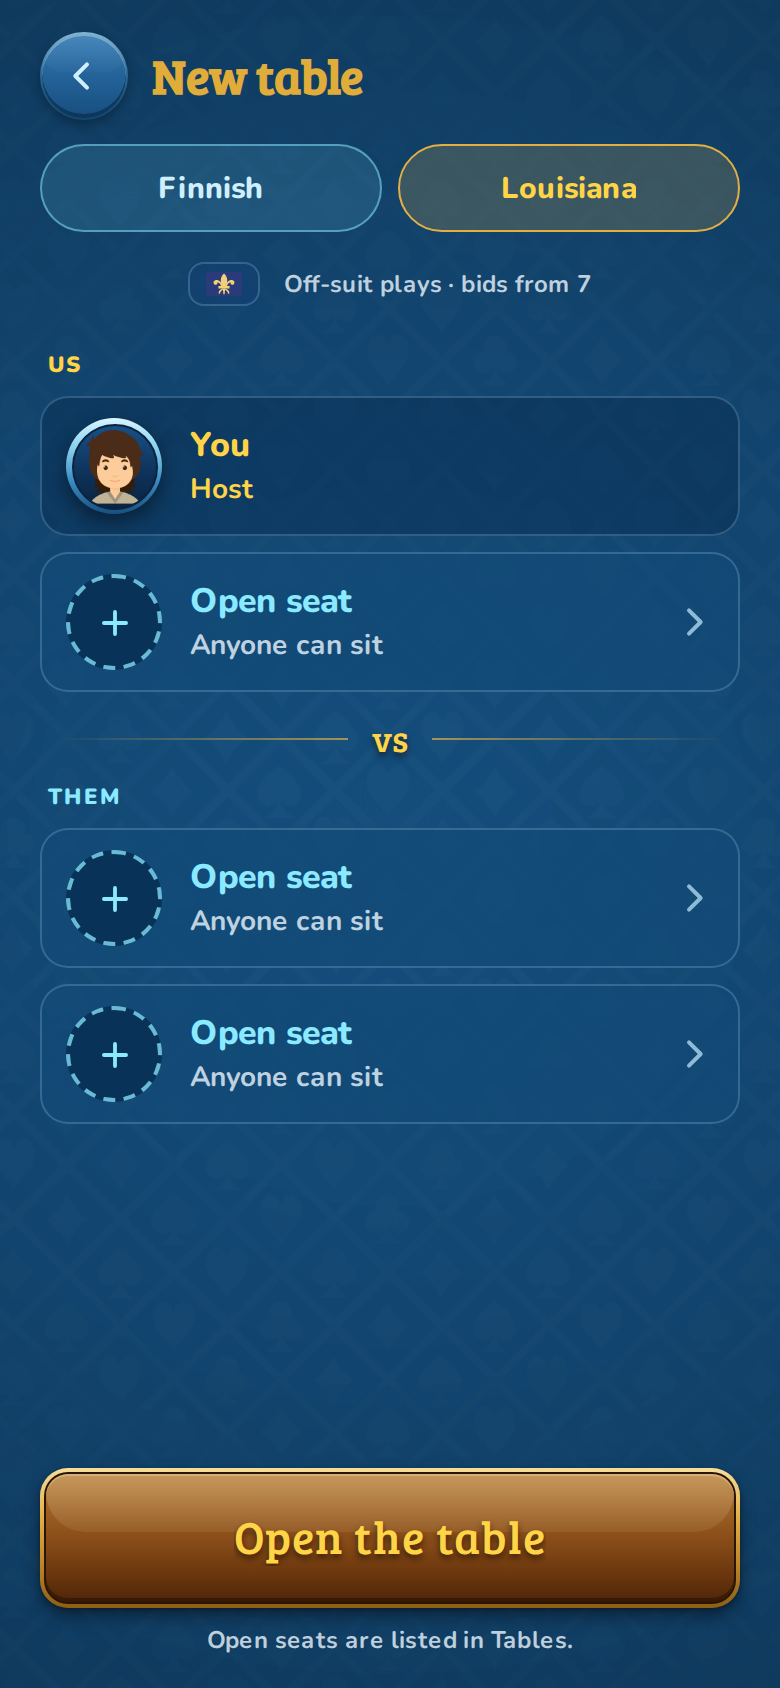 New table
Finnish
Louisiana
Off-suit plays · bids from 7
US
You
Host
Open seat
Anyone can sit
vs
THEM
Open seat
Anyone can sit
Open seat
Anyone can sit
Open the table
Open seats are listed in Tables.